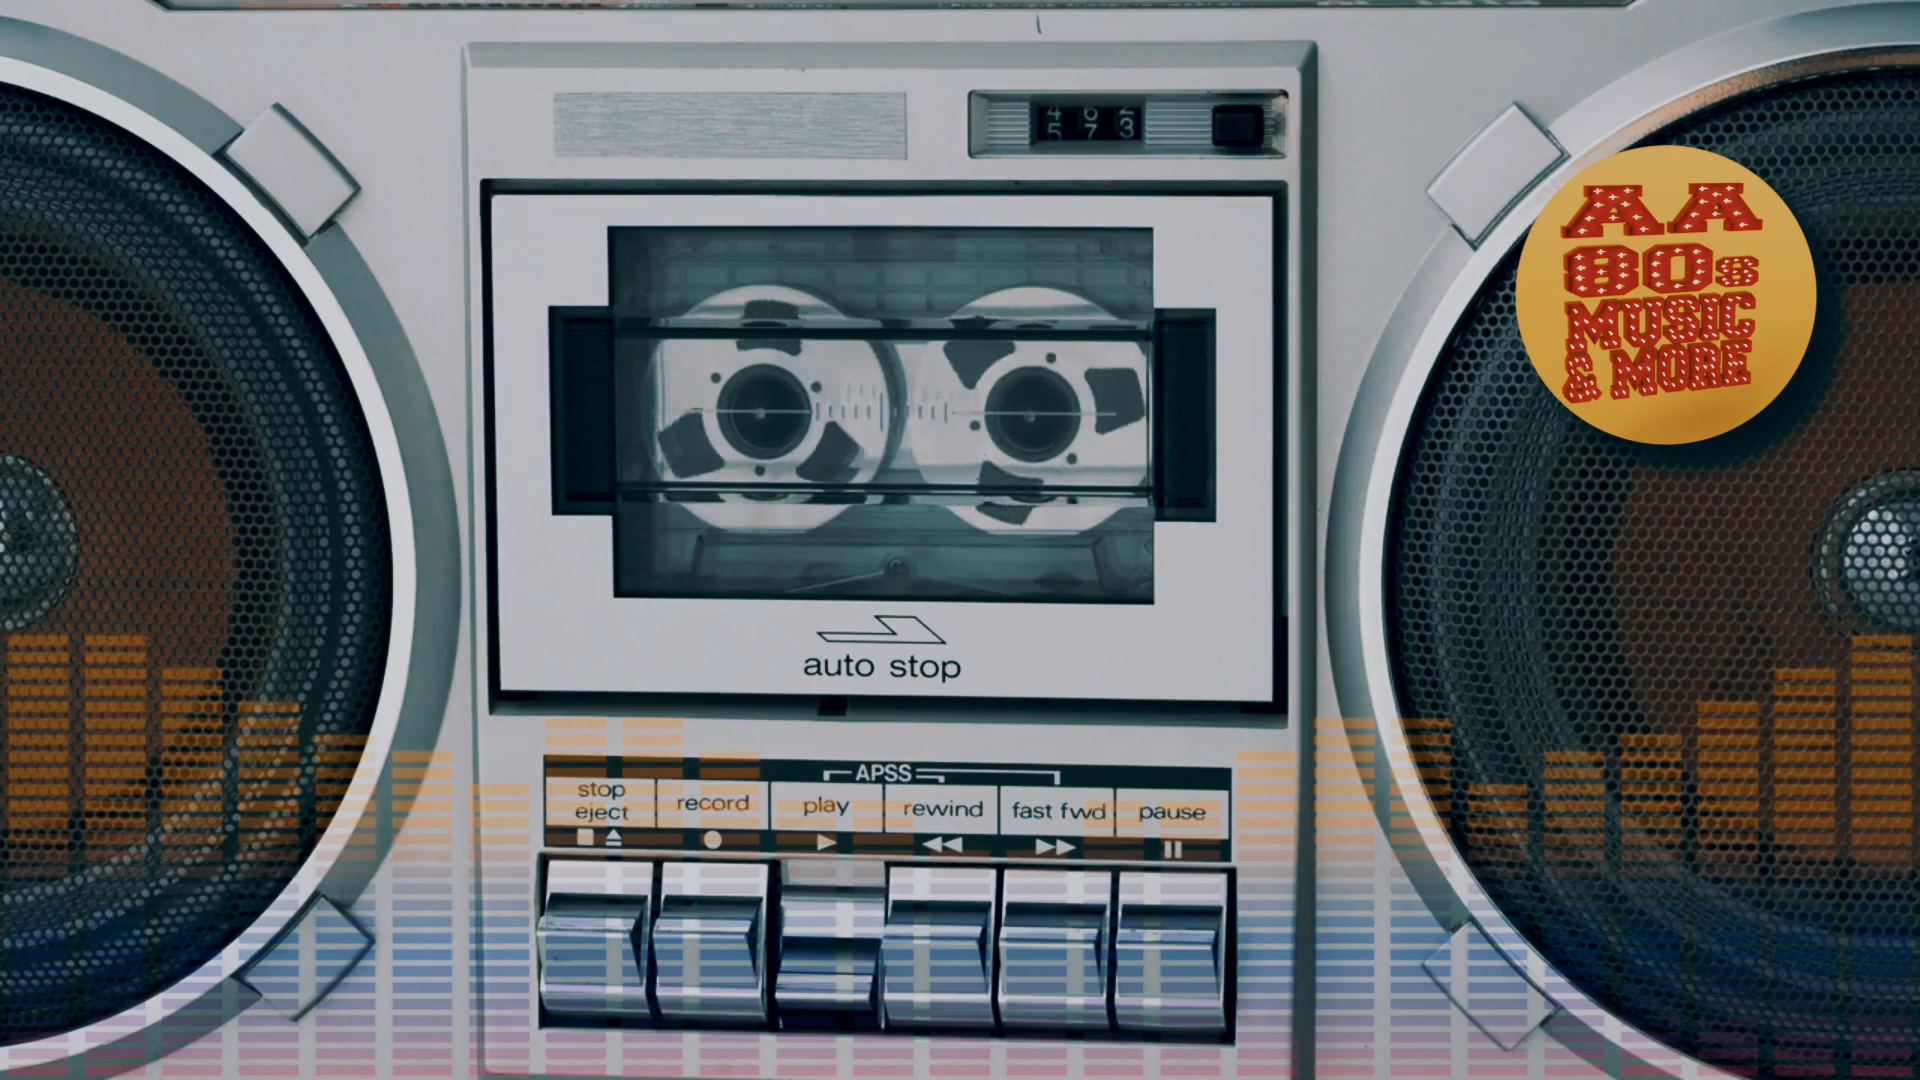 4 6 2
5 7 3
AA
80s
MUSIC
& MORE
auto stop
APSS
stop
eject
record
play
rewind
fast fwd
pause